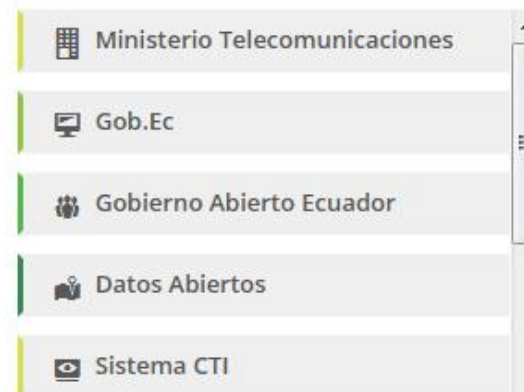 Ministerio Telecomunicaciones
Gob.Ec
Gobierno Abierto Ecuador
Datos Abiertos
Sistema CTI